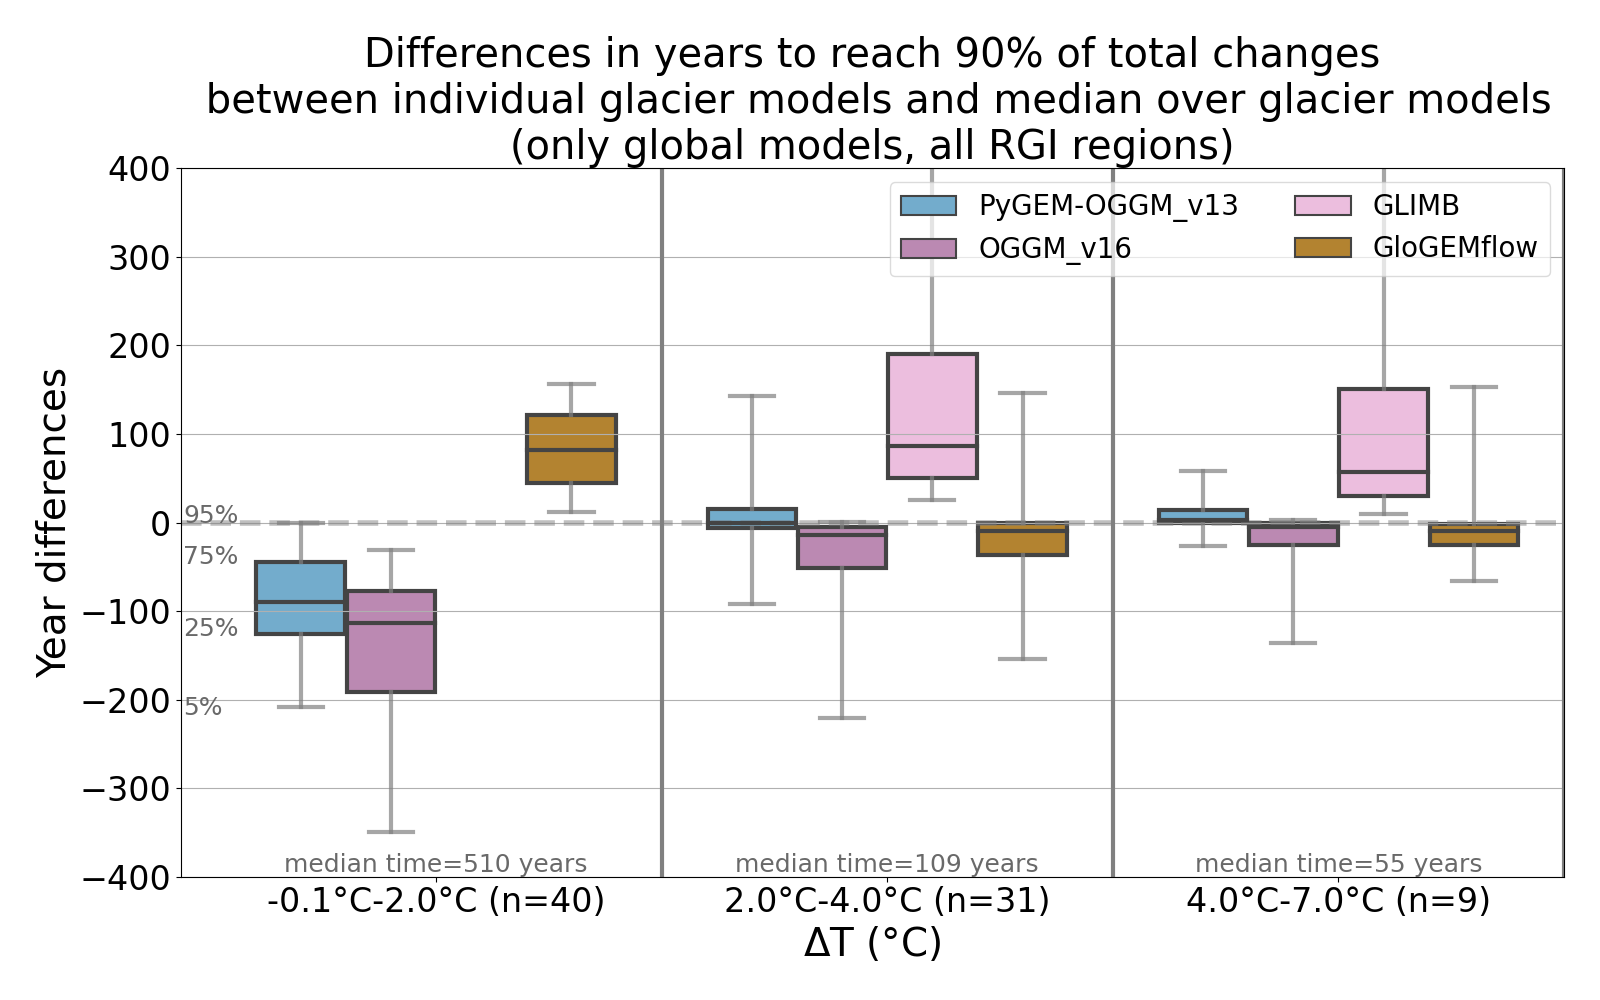 Differences in years to reach 90% of total changes
between individual glacier models and median over glacier models
(only global models, all RGI regions)
PyGEM-OGGM_v13
OGGM_v16
GLIMB
GloGEMflow
Year differences
400
300
200
100
0
−100
−200
−300
−400
95%
75%
25%
5%
median time=510 years
median time=109 years
median time=55 years
-0.1°C-2.0°C (n=40)
2.0°C-4.0°C (n=31)
4.0°C-7.0°C (n=9)
ΔT (°C)